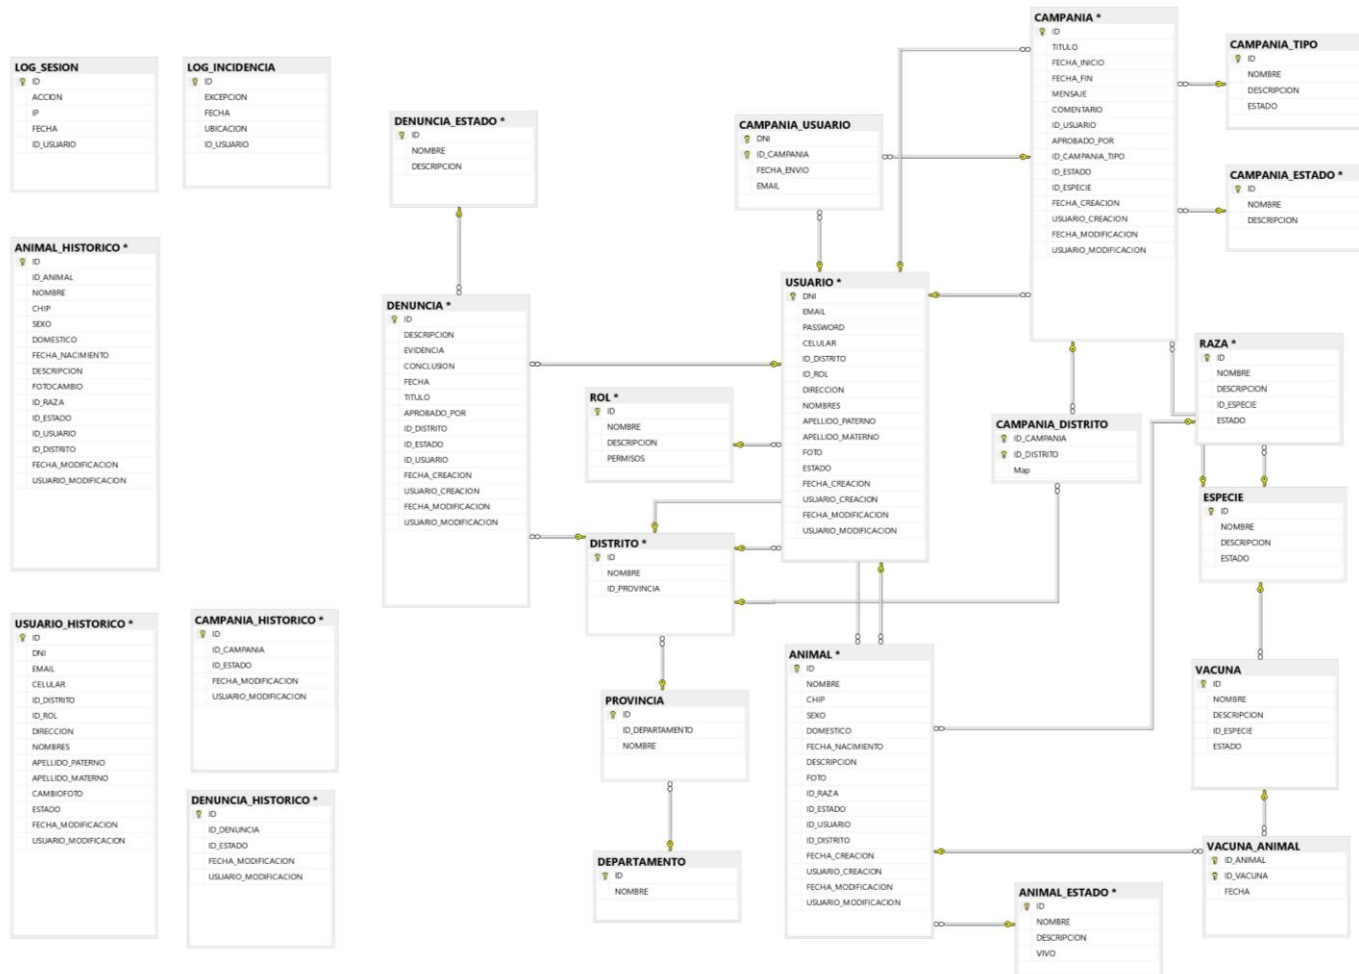 LOG_SESION
ID
ACCION
IP
FECHA
ID_USUARIO
LOG_INCIDENCIA
ID
EXCEPCION
FECHA
UBICACION
ID_USUARIO
ANIMAL_HISTORICO *
ID
ID_ANIMAL
NOMBRE
CHIP
SEXO
DOMESTICO
FECHA_NACIMIENTO
DESCRIPCION
FOTOCAMBIO
ID_RAZA
ID_ESTADO
ID_USUARIO
ID_DISTRITO
FECHA_MODIFICACION
USUARIO_MODIFICACION
USUARIO_HISTORICO *
ID
DNI
EMAIL
CELULAR
ID_DISTRITO
ID_ROL
DIRECCION
NOMBRES
APELLIDO_PATERNO
APELLIDO_MATERNO
CAMBIOFOTO
ESTADO
FECHA_MODIFICACION
USUARIO_MODIFICACION
CAMPANIA_HISTORICO *
ID
ID_CAMPANIA
ID_ESTADO
FECHA_MODIFICACION
USUARIO_MODIFICACION
DENUNCIA_HISTORICO *
ID
ID_DENUNCIA
ID_ESTADO
FECHA_MODIFICACION
USUARIO_MODIFICACION
DENUNCIA_ESTADO *
ID
NOMBRE
DESCRIPCION
DENUNCIA *
ID
DESCRIPCION
EVIDENCIA
CONCLUSION
FECHA
TITULO
APROBADO_POR
ID_DISTRITO
ID_ESTADO
ID_USUARIO
FECHA_CREACION
USUARIO_CREACION
FECHA_MODIFICACION
USUARIO_MODIFICACION
ROL *
ID
NOMBRE
DESCRIPCION
PERMISOS
DISTRITO *
ID
NOMBRE
ID_PROVINCIA
PROVINCIA
ID
ID_DEPARTAMENTO
NOMBRE
DEPARTAMENTO
ID
NOMBRE
CAMPANIA_USUARIO
DNI
ID_CAMPANIA
FECHA_ENVIO
EMAIL
USUARIO *
DNI
EMAIL
PASSWORD
CELULAR
ID_DISTRITO
ID_ROL
DIRECCION
NOMBRES
APELLIDO_PATERNO
APELLIDO_MATERNO
FOTO
ESTADO
FECHA_CREACION
USUARIO_CREACION
FECHA_MODIFICACION
USUARIO_MODIFICACION
ANIMAL *
ID
NOMBRE
CHIP
SEXO
DOMESTICO
FECHA_NACIMIENTO
DESCRIPCION
FOTO
ID_RAZA
ID_ESTADO
ID_USUARIO
ID_DISTRITO
FECHA_CREACION
USUARIO_CREACION
FECHA_MODIFICACION
USUARIO_MODIFICACION
CAMPANIA *
ID
TITULO
FECHA_INICIO
FECHA_FIN
MENSAJE
COMENTARIO
ID_USUARIO
APROBADO_POR
ID_CAMPANIA_TIPO
ID_ESTADO
ID_ESPECIE
FECHA_CREACION
USUARIO_CREACION
FECHA_MODIFICACION
USUARIO_MODIFICACION
CAMPANIA_DISTRITO
ID_CAMPANIA
ID_DISTRITO
Map
ANIMAL_ESTADO *
ID
NOMBRE
DESCRIPCION
VIVO
CAMPANIA_TIPO
ID
NOMBRE
DESCRIPCION
ESTADO
CAMPANIA_ESTADO *
ID
NOMBRE
DESCRIPCION
RAZA *
ID
NOMBRE
DESCRIPCION
ID_ESPECIE
ESTADO
ESPECIE
ID
NOMBRE
DESCRIPCION
ESTADO
VACUNA
ID
NOMBRE
DESCRIPCION
ID_ESPECIE
ESTADO
VACUNA_ANIMAL
ID_ANIMAL
ID_VACUNA
FECHA